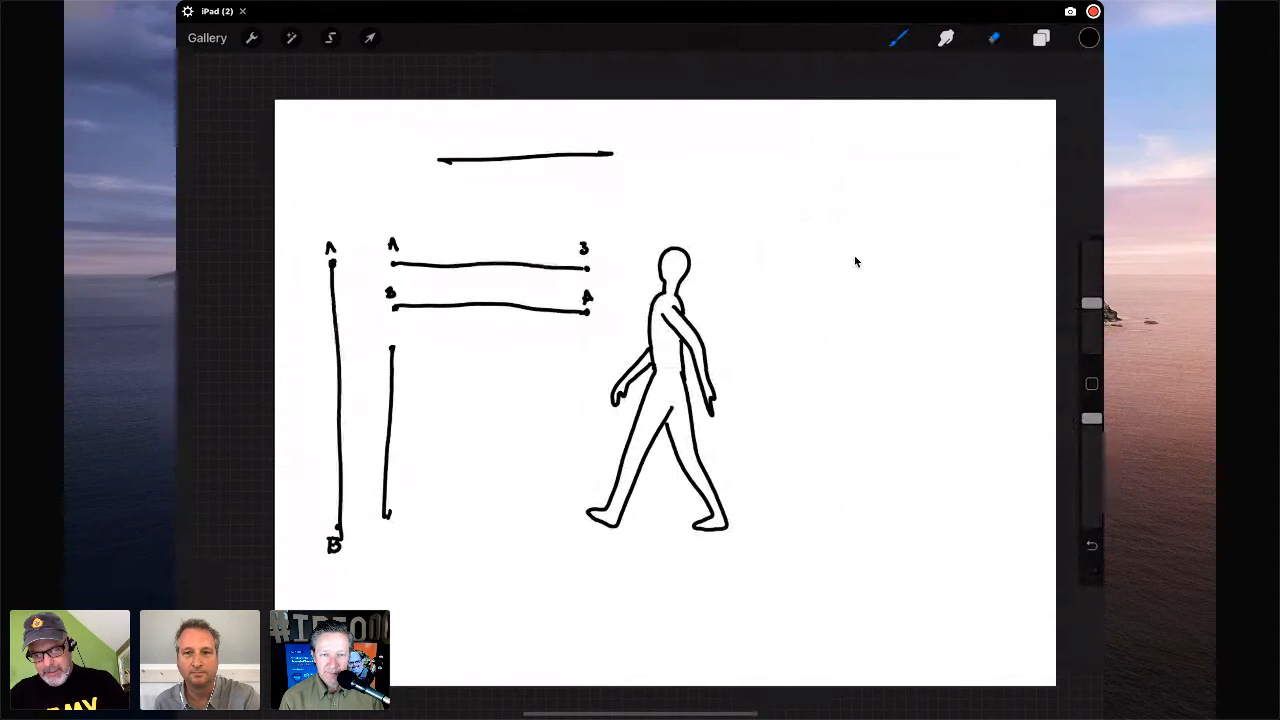 iPad (2)
Gallery
A A B
B A
B